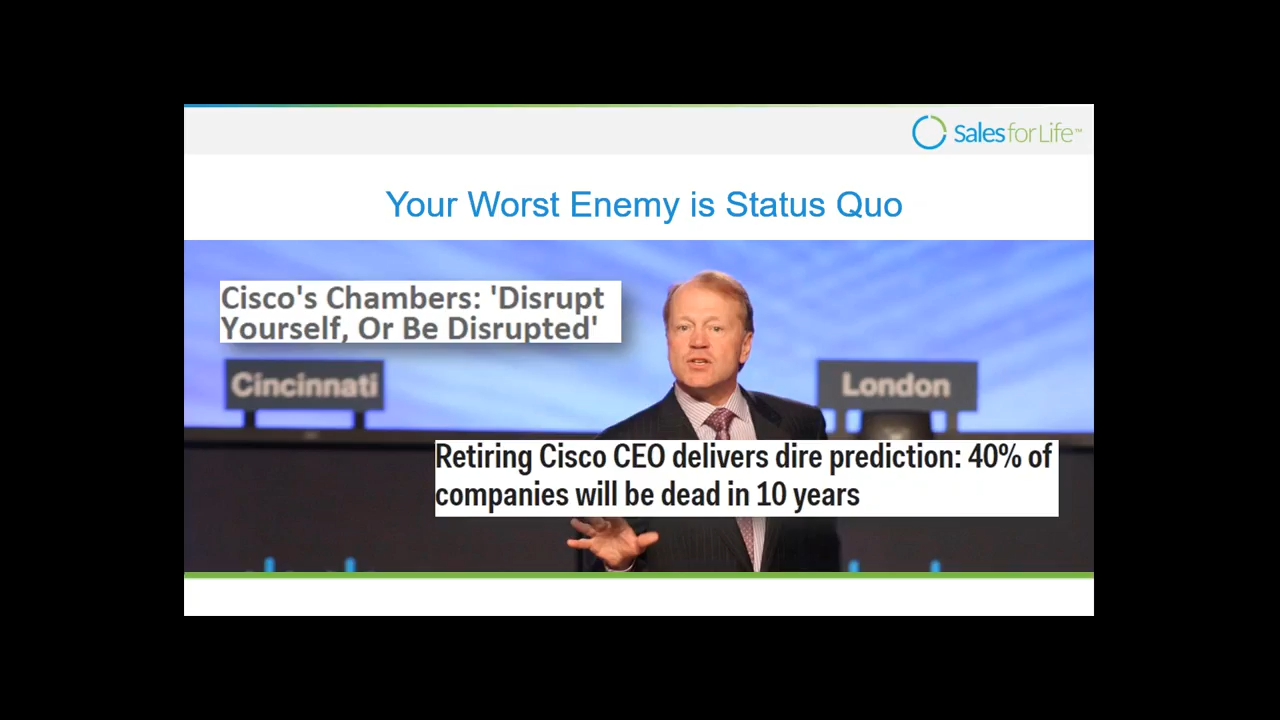 Sales for Life™
Your Worst Enemy is Status Quo
Cisco's Chambers: 'Disrupt
Yourself, Or Be Disrupted'
Cincinnati
London
Retiring Cisco CEO delivers dire prediction: 40% of
companies will be dead in 10 years